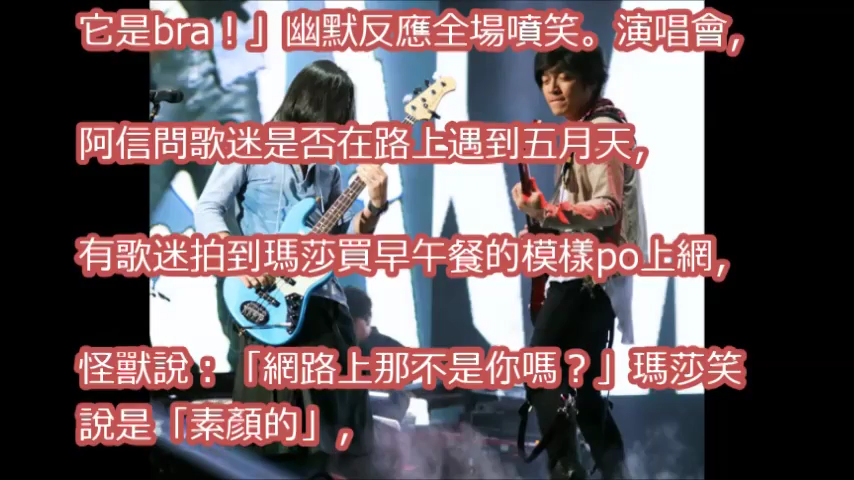 它是bra！」幽默反應全場噴笑。演唱會,
阿信問歌迷是否在路上遇到五月天,
有歌迷拍到瑪莎買早午餐的模樣po上網,
怪獸說：「網路上那不是你嗎？」瑪莎笑
說是「素顏的」,